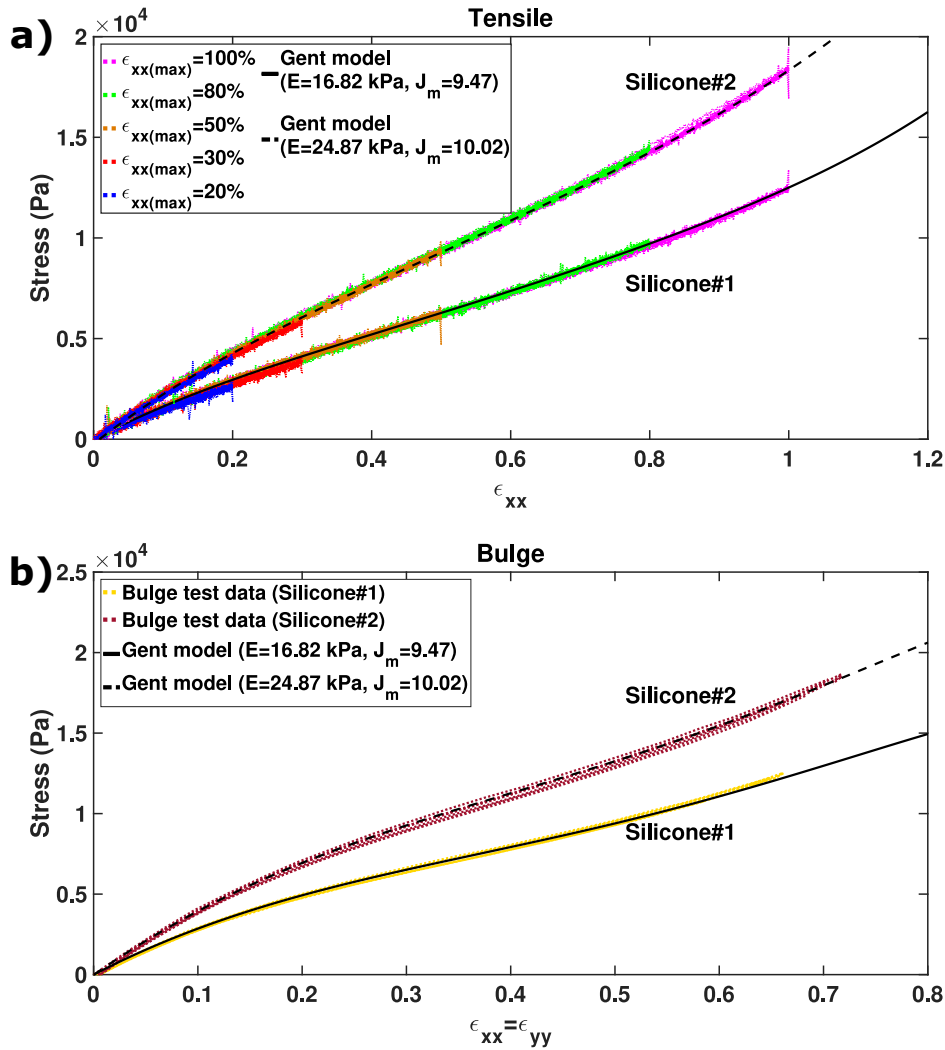 a)
Tensile
×10⁴
2
1.5
1
0.5
0
Stress (Pa)
ϵxx(max)=100%
ϵxx(max)=80%
ϵxx(max)=50%
ϵxx(max)=30%
ϵxx(max)=20%
Gent model
(E=16.82 kPa, Jm=9.47)
Gent model
(E=24.87 kPa, Jm=10.02)
Silicone#2
Silicone#1
0 0.2 0.4 0.6 0.8 1 1.2
ϵxx
b)
Bulge
×10⁴
2.5
2
1.5
1
0.5
0
Stress (Pa)
Bulge test data (Silicone#1)
Bulge test data (Silicone#2)
Gent model (E=16.82 kPa, Jm=9.47)
Gent model (E=24.87 kPa, Jm=10.02)
Silicone#2
Silicone#1
0 0.1 0.2 0.3 0.4 0.5 0.6 0.7 0.8
ϵxx=ϵyy